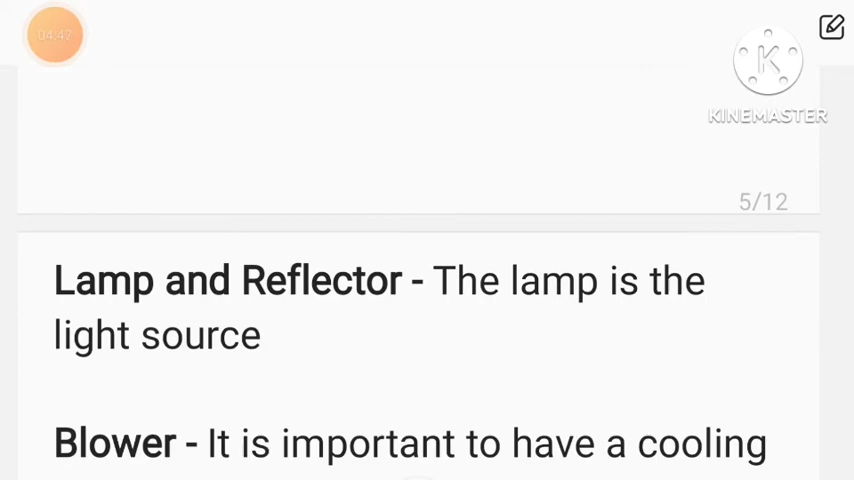 04:47
KINEMASTER
5/12
Lamp and Reflector - The lamp is the
light source
Blower - It is important to have a cooling